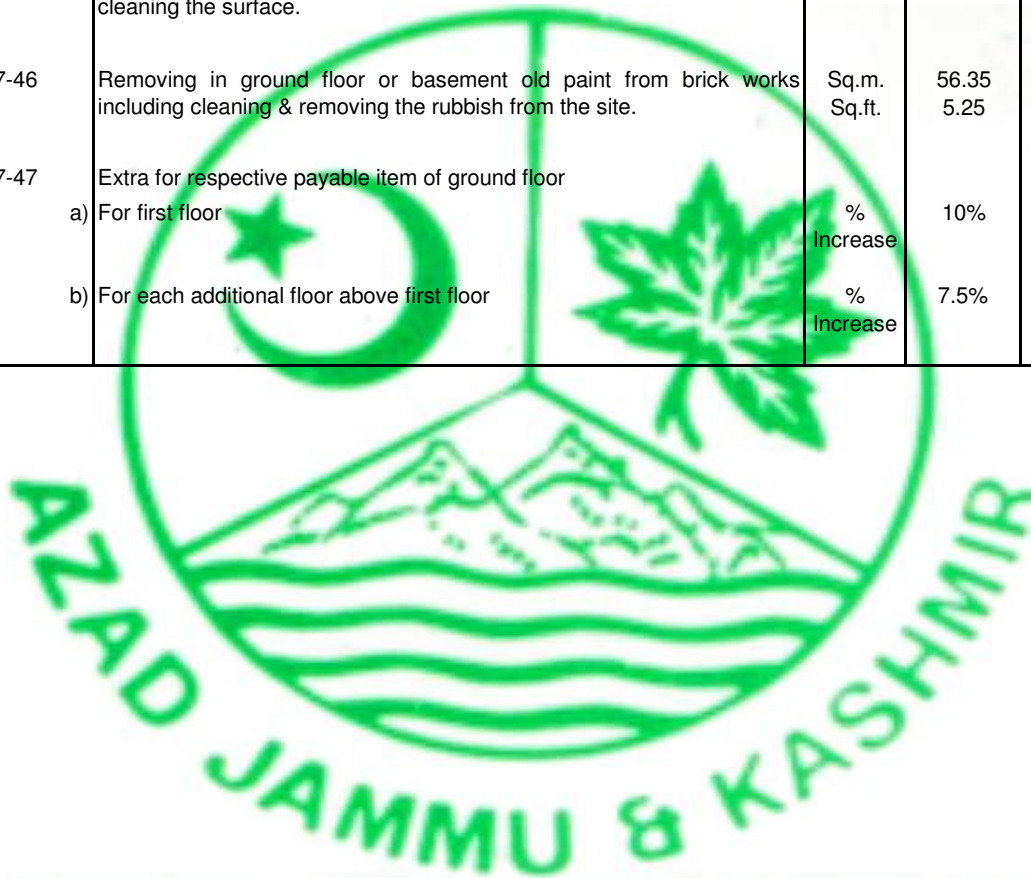 cleaning the surface.
7-46 Removing in ground floor or basement old paint from brick works Sq.m. 56.35
including cleaning & removing the rubbish from the site. Sq.ft. 5.25
7-47 Extra for respective payable item of ground floor
a) For first floor % 10%
Increase
b) For each additional floor above first floor % 7.5%
Increase
AZAD JAMMU & KASHMIR